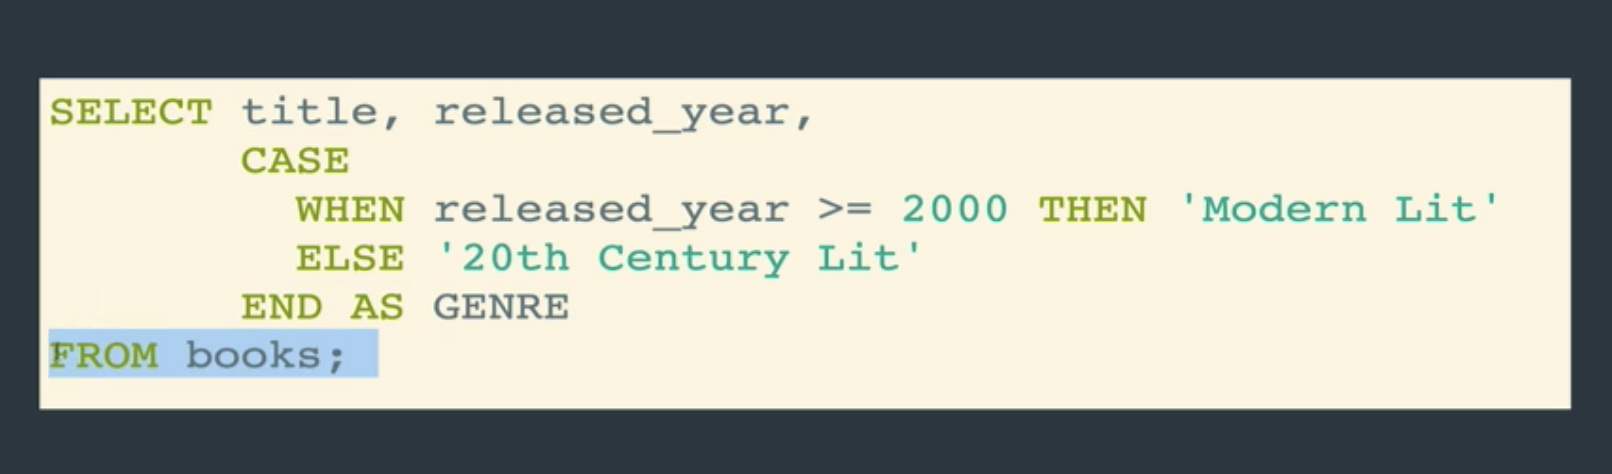 SELECT title, released_year,
CASE
WHEN released_year >= 2000 THEN 'Modern Lit'
ELSE '20th Century Lit'
END AS GENRE
FROM books;